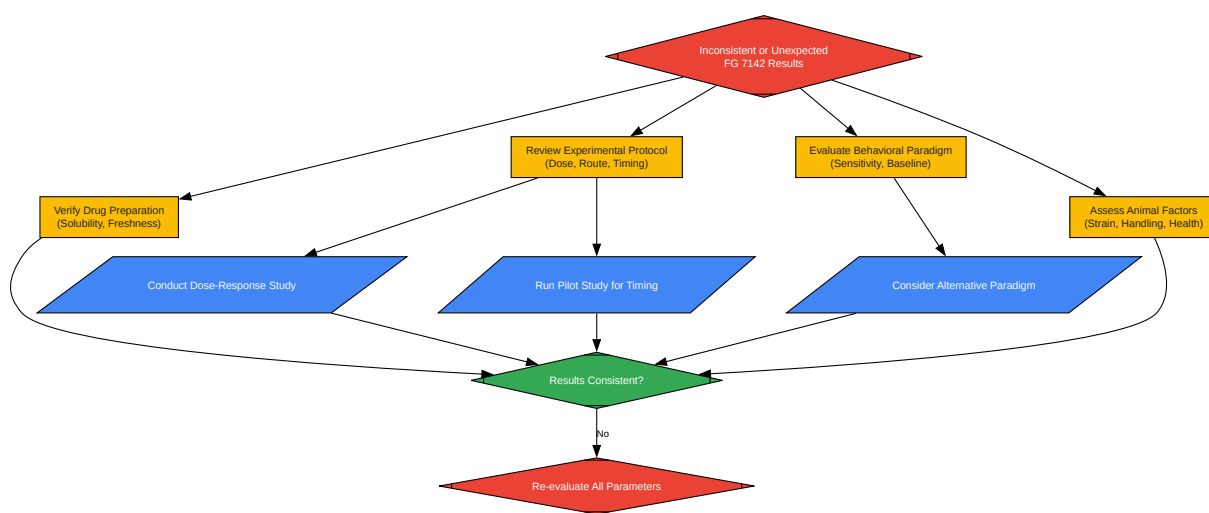 Inconsistent or Unexpected
FG 7142 Results
Review Experimental Protocol
(Dose, Route, Timing)
Evaluate Behavioral Paradigm
(Sensitivity, Baseline)
Verify Drug Preparation
(Solubility, Freshness)
Assess Animal Factors
(Strain, Handling, Health)
Conduct Dose-Response Study
Run Pilot Study for Timing
Consider Alternative Paradigm
Results Consistent?
No
Re-evaluate All Parameters